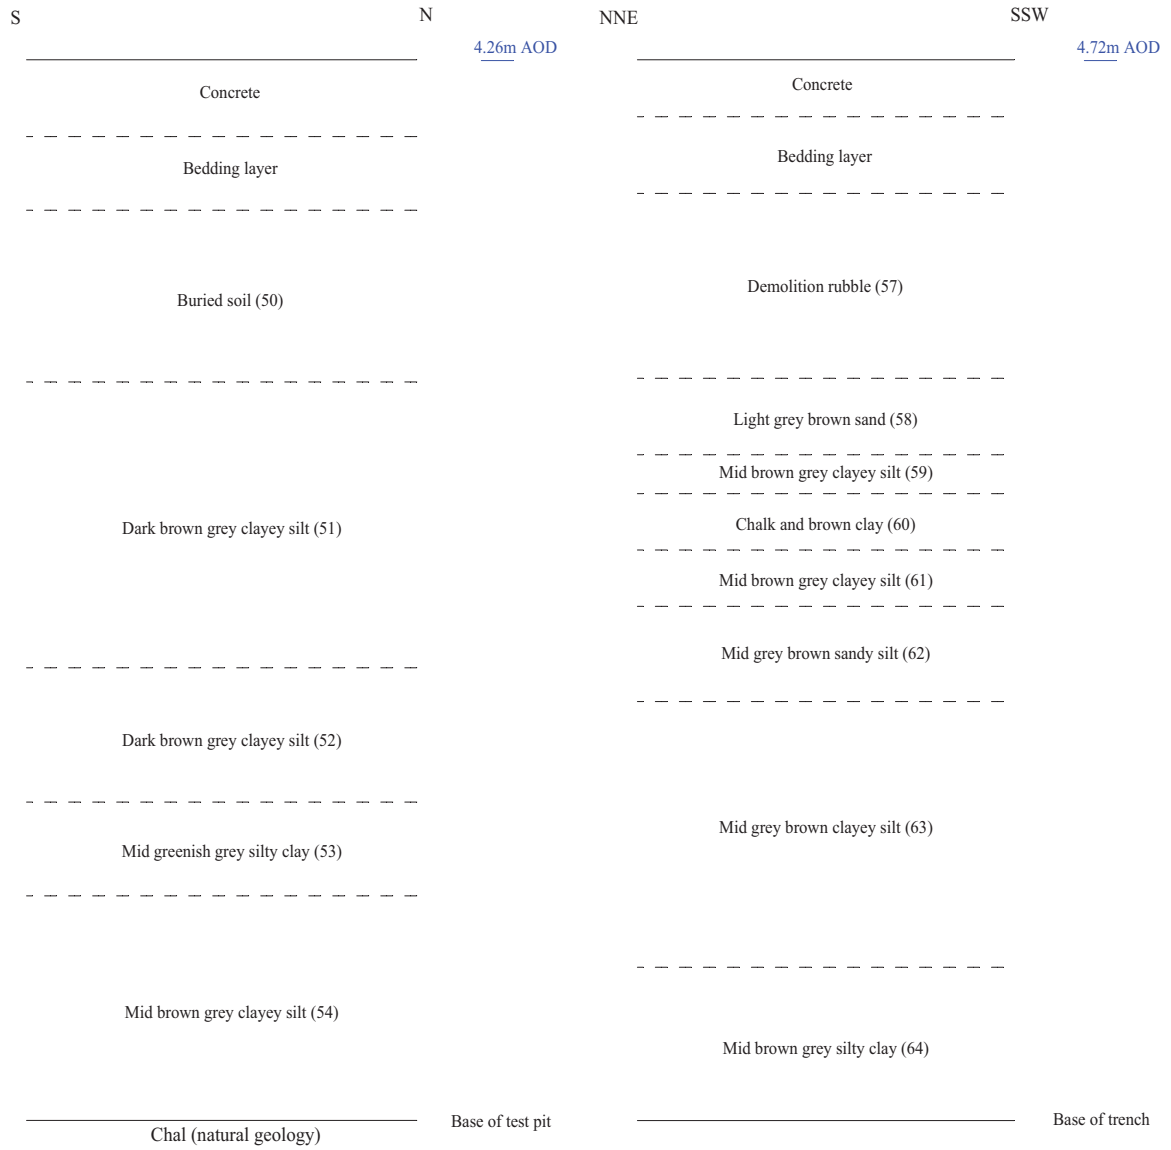 S
N
4.26m AOD
Concrete
Bedding layer
Buried soil (50)
Dark brown grey clayey silt (51)
Dark brown grey clayey silt (52)
Mid greenish grey silty clay (53)
Mid brown grey clayey silt (54)
Base of test pit
Chal (natural geology)
NNE
SSW
4.72m AOD
Concrete
Bedding layer
Demolition rubble (57)
Light grey brown sand (58)
Mid brown grey clayey silt (59)
Chalk and brown clay (60)
Mid brown grey clayey silt (61)
Mid grey brown sandy silt (62)
Mid grey brown clayey silt (63)
Mid brown grey silty clay (64)
Base of trench